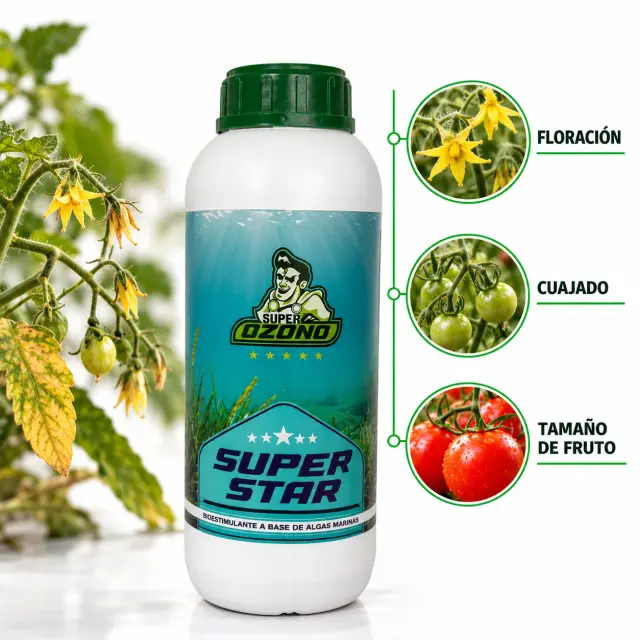 SUPER
OZONO
SUPER
STAR
BIOESTIMULANTE A BASE DE ALGAS MARINAS
FLORACIÓN
CUAJADO
TAMAÑO
DE FRUTO